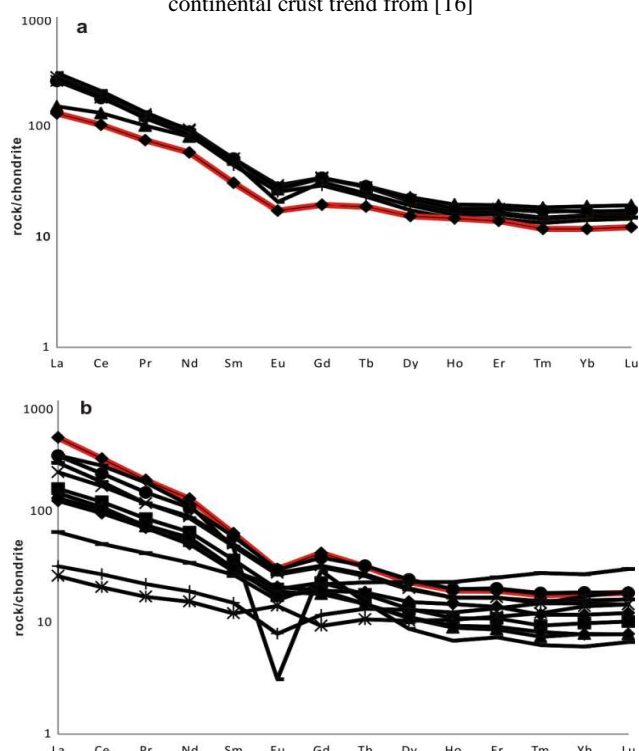 continental crust trend from [16]
a
1000
100
10
1
rock/chondrite
La Ce Pr Nd Sm Eu Gd Tb Dy Ho Er Tm Yb Lu
b
1000
100
10
1
rock/chondrite
La Ce Pr Nd Sm Eu Gd Tb Dy Ho Er Tm Yb Lu